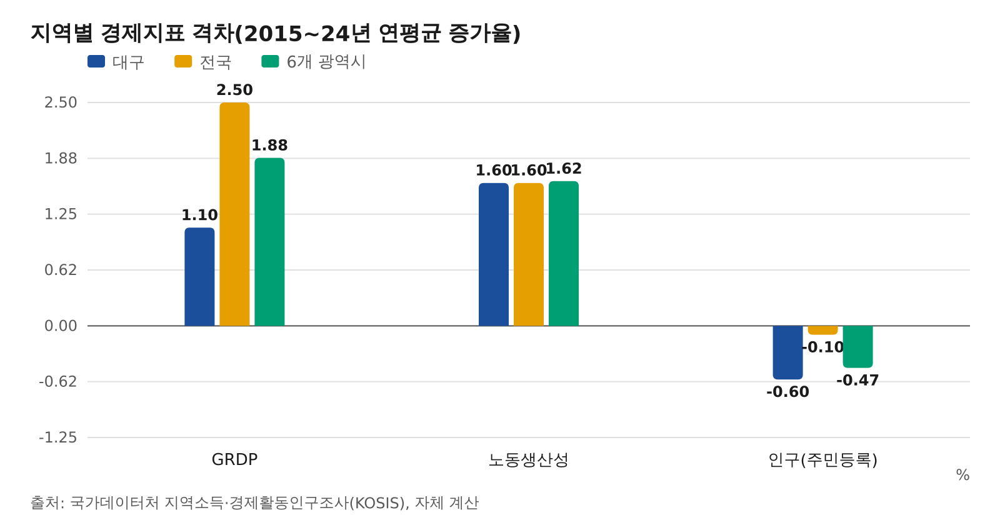 지역별 경제지표 격차(2015~24년 연평균 증가율)
대구 전국 6개 광역시
2.50
1.88
1.25
0.62
0.00
-0.62
-1.25
1.10 2.50 1.88
1.60 1.60 1.62
-0.60 -0.10 -0.47
GRDP 노동생산성 인구(주민등록)
%
출처: 국가데이터처 지역소득·경제활동인구조사(KOSIS), 자체 계산